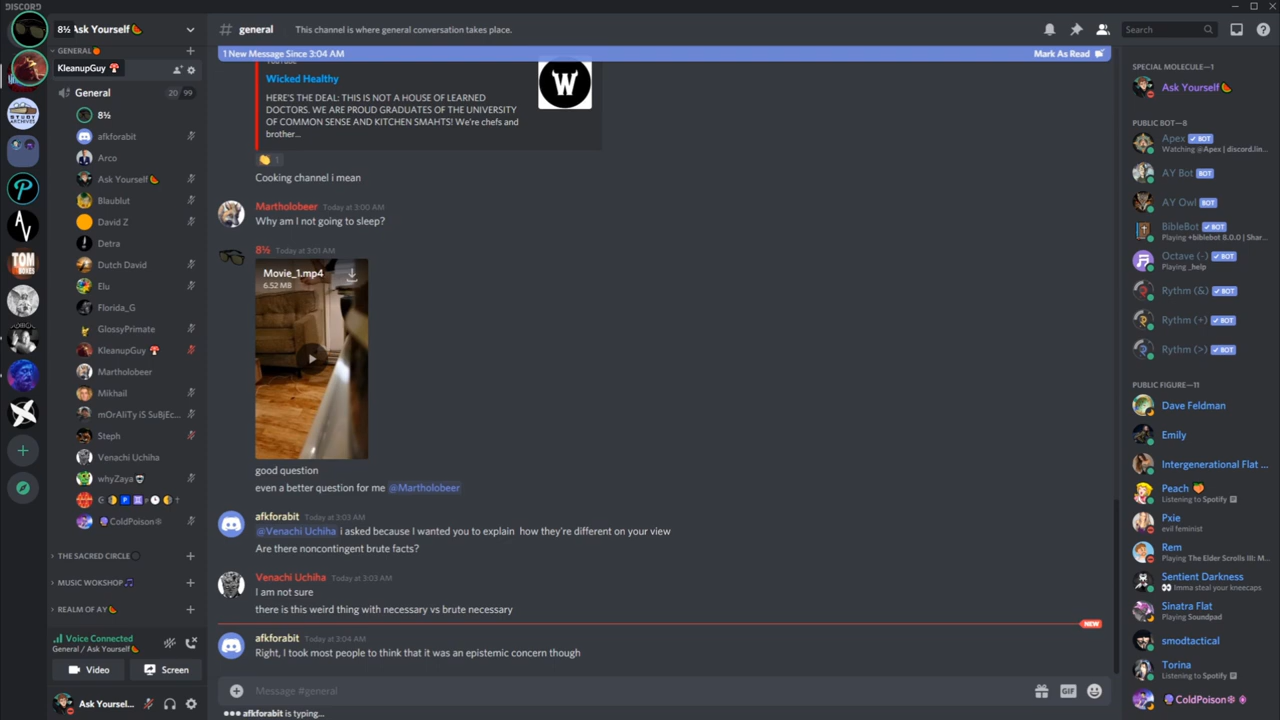 DISCORD
8½
Ask Yourself
GENERAL
KleanupGuy
General
20 99
8½
afkforabit
Arco
Ask Yourself
Blaublut
David Z
Detra
Dutch David
Elu
Florida_G
GlossyPrimate
KleanupGuy
Martholobeer
Mikhail
mOrAliTy iS SuBjEc...
Steph
Venachi Uchiha
whyZaya
ColdPoison
THE SACRED CIRCLE
MUSIC WOKSHOP
REALM OF AY
Voice Connected
General / Ask Yourself
Video
Screen
Ask Yoursel...
STUDY
ARCHIVES
TOM
BOXES
# general
This channel is where general conversation takes place.
Search
1 New Message Since 3:04 AM
Mark As Read
Wicked Healthy
HERE'S THE DEAL: THIS IS NOT A HOUSE OF LEARNED
DOCTORS. WE ARE PROUD GRADUATES OF THE UNIVERSITY
OF COMMON SENSE AND KITCHEN SMAHTS! We're chefs and
brother...
W
1
Cooking channel i mean
Martholobeer Today at 3:00 AM
Why am I not going to sleep?
8½ Today at 3:01 AM
Movie_1.mp4
6.52 MB
good question
even a better question for me @Martholobeer
afkforabit Today at 3:03 AM
@Venachi Uchiha i asked because I wanted you to explain how they're different on your view
Are there noncontingent brute facts?
Venachi Uchiha Today at 3:03 AM
I am not sure
there is this weird thing with necessary vs brute necessary
NEW
afkforabit Today at 3:04 AM
Right, I took most people to think that it was an epistemic concern though
Message #general
GIF
afkforabit is typing...
SPECIAL MOLECULE—1
Ask Yourself
PUBLIC BOT—8
Apex BOT
Watching @Apex | discord.lin...
AY Bot BOT
AY Owl BOT
BibleBot BOT
Playing +biblebot 8.0.0 | Shar...
Octave (-) BOT
Playing _help
Rythm (&) BOT
Rythm (+) BOT
Rythm (>) BOT
PUBLIC FIGURE—11
Dave Feldman
Emily
Intergenerational Flat ...
Peach
Listening to Spotify
Pxie
evil feminist
Rem
Playing The Elder Scrolls III: M...
Sentient Darkness
Imma steal your kneecaps
Sinatra Flat
Playing Soundpad
smodtactical
Torina
Listening to Spotify
ColdPoison